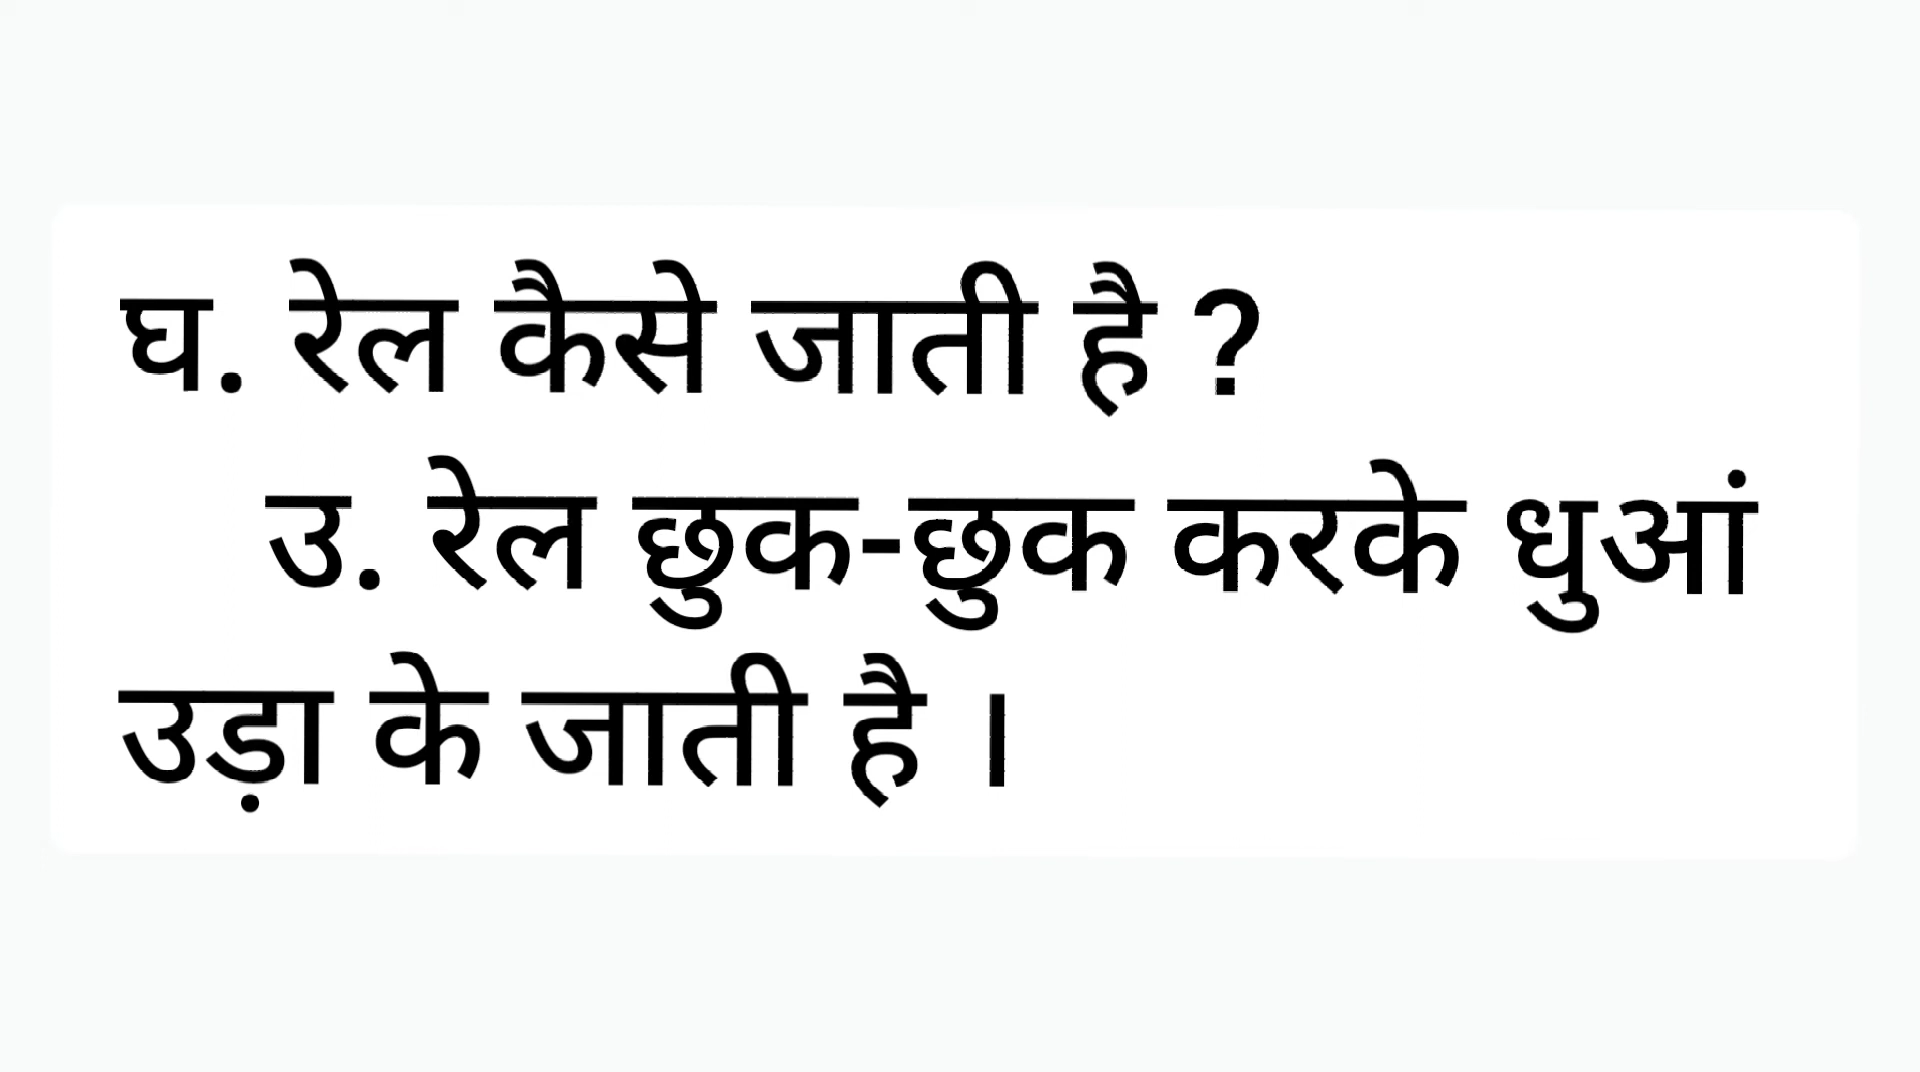 घ. रेल कैसे जाती है ?
उ. रेल छुक-छुक करके धुआं
उड़ा के जाती है ।